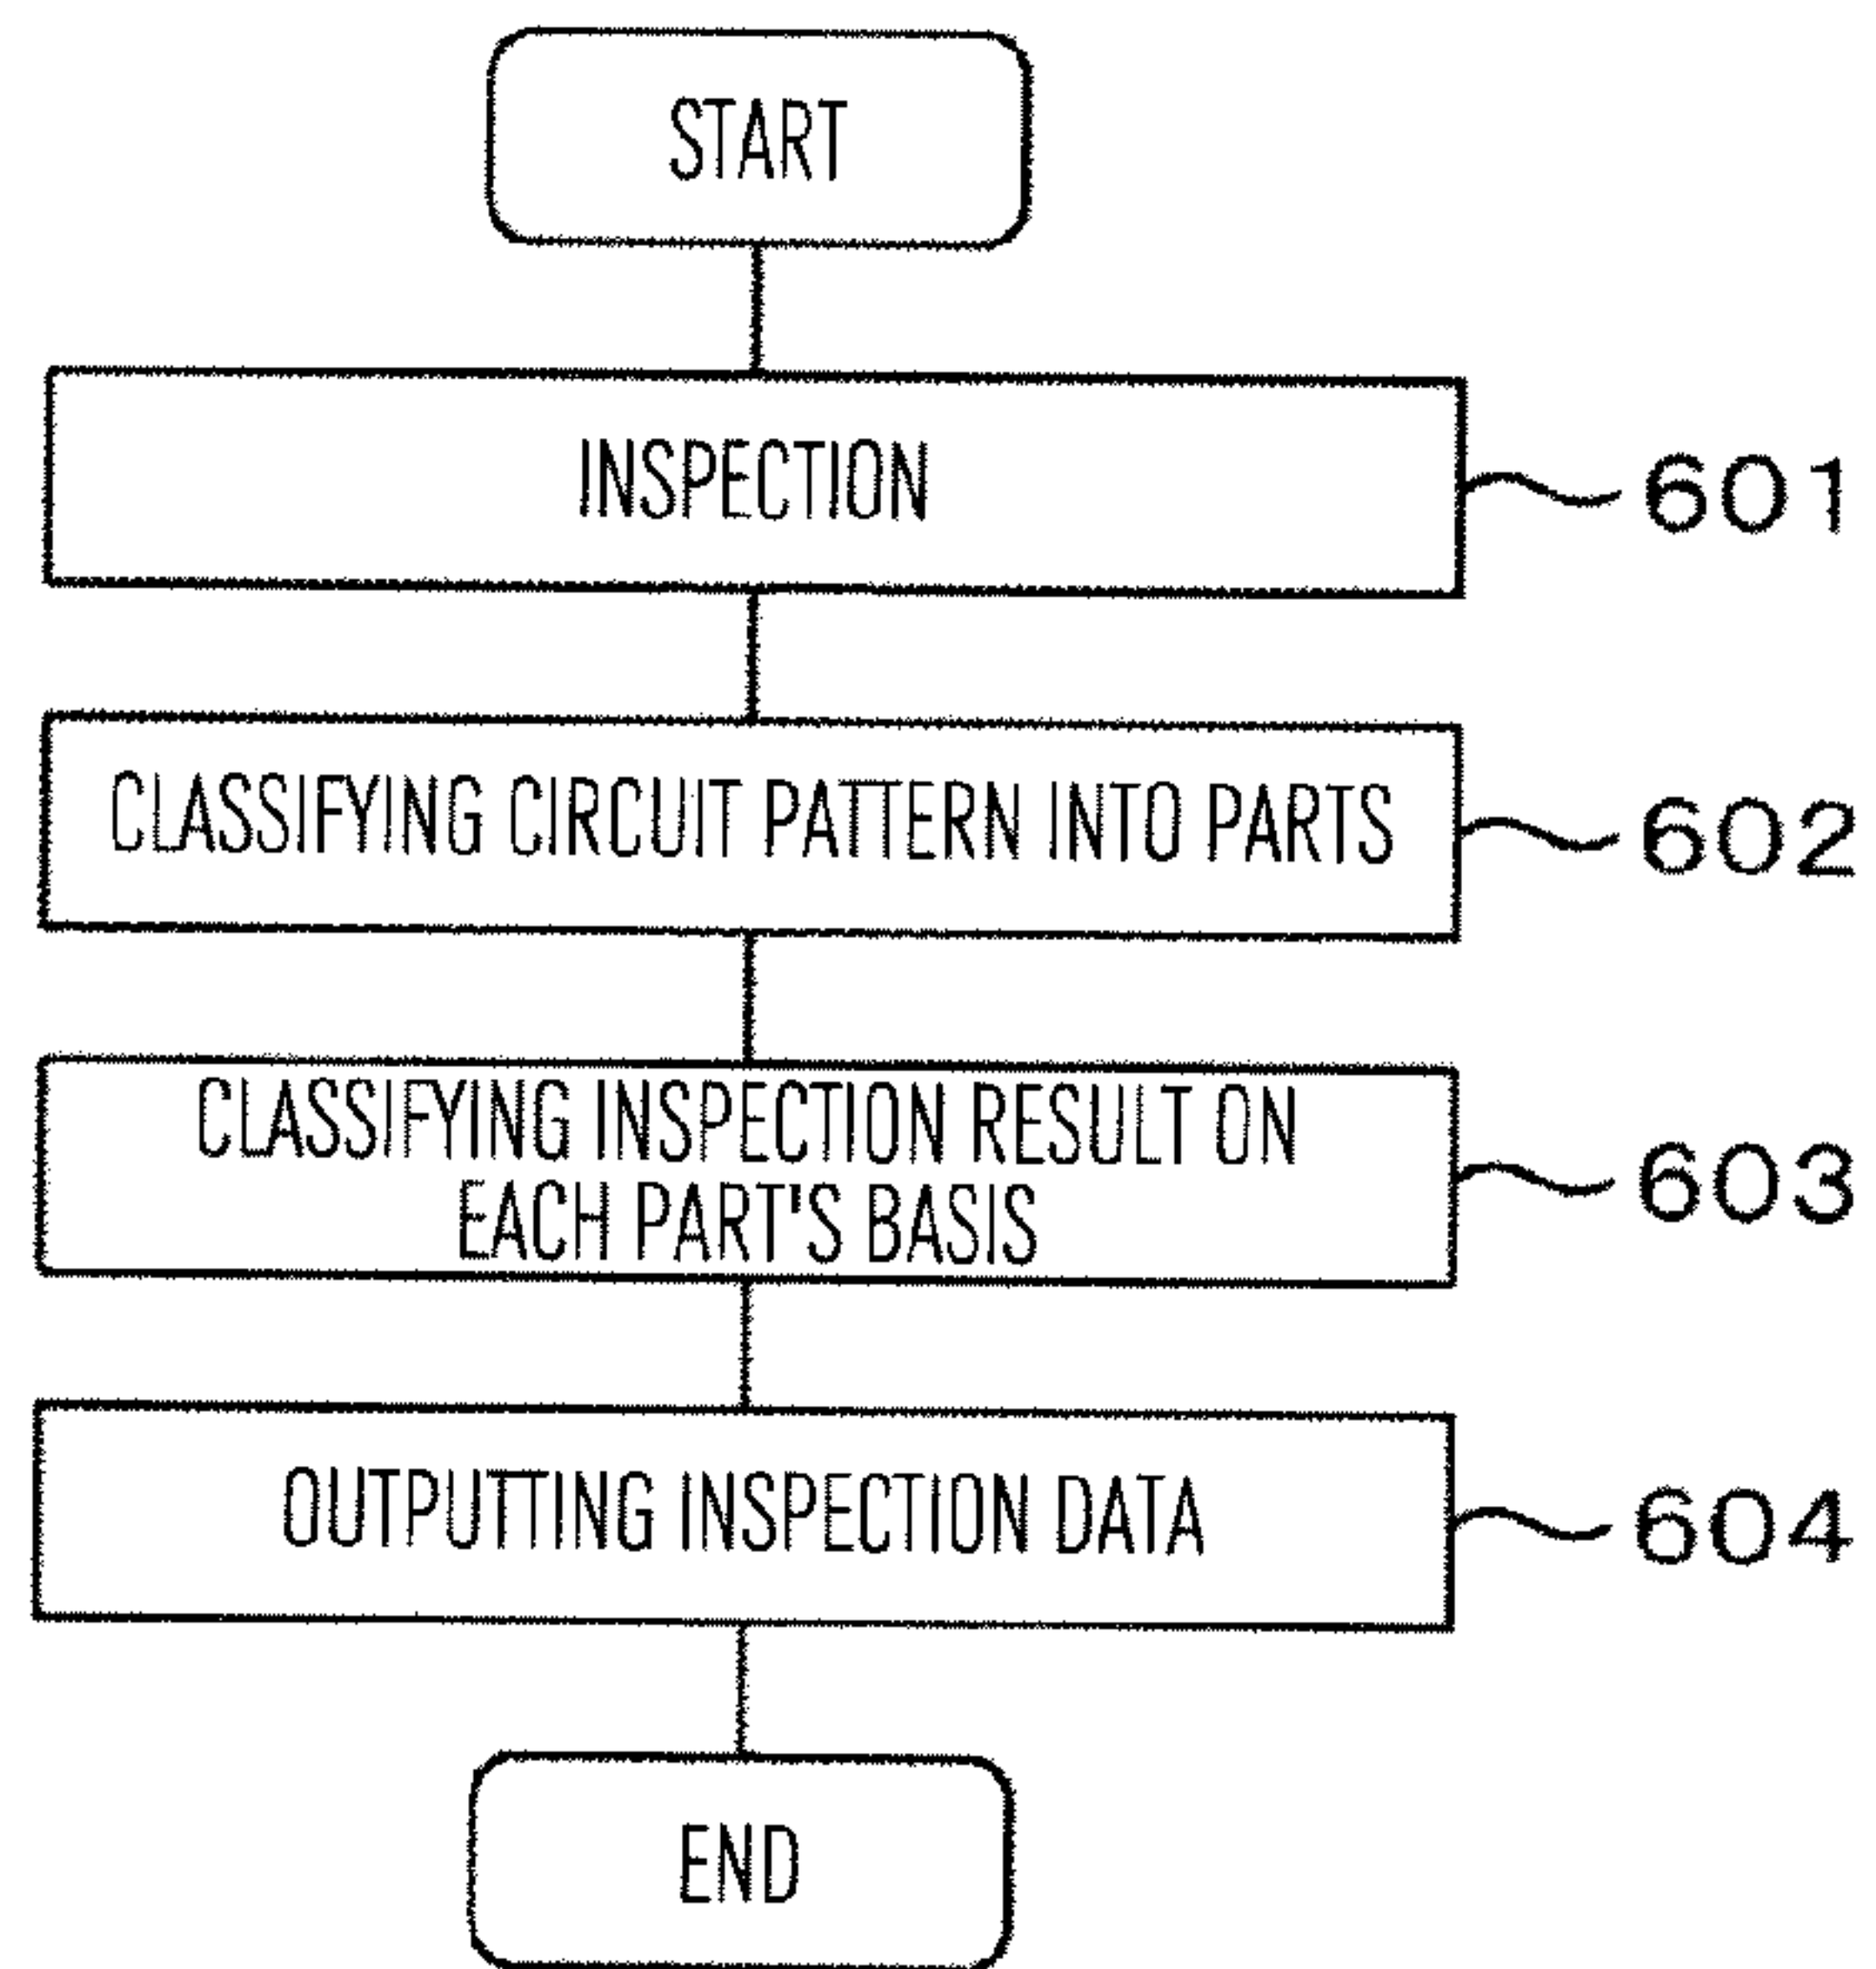 START
INSPECTION
601
CLASSIFYING CIRCUIT PATTERN INTO PARTS
602
CLASSIFYING INSPECTION RESULT ON
EACH PART'S BASIS
603
OUTPUTTING INSPECTION DATA
604
END